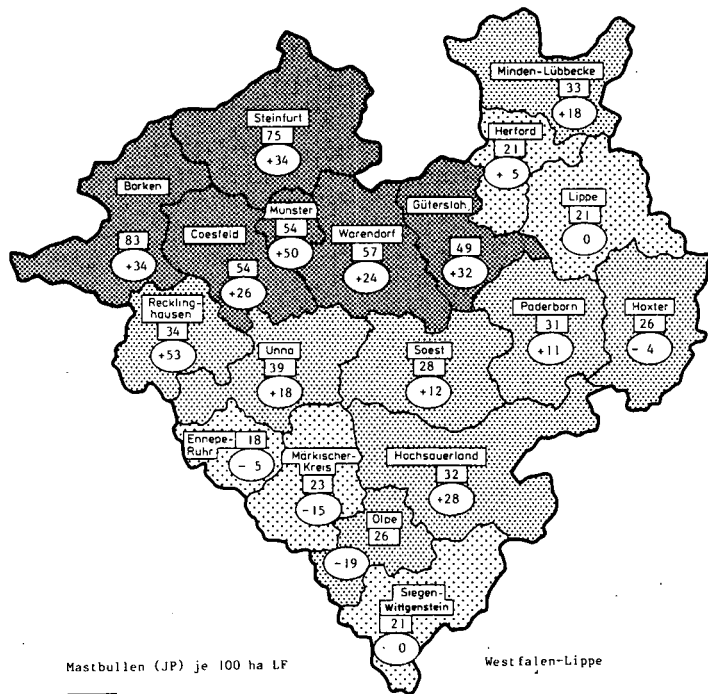 Minden-Lübbecke
33
+18
Steinfurt
75
+34
Herford
21
+ 5
Borken
83
+34
Coesfeld
54
+26
Münster
54
+50
Warendorf
57
+24
Gütersloh
49
+32
Lippe
21
0
Reckling-
hausen
34
+53
Unna
39
+18
Soest
28
+12
Paderborn
31
+11
Höxter
26
- 4
Ennepe-
Ruhr
18
- 5
Märkischer-
Kreis
23
-15
Hochsauerland
32
+28
Olpe
26
-19
Siegen-
Wittgenstein
21
0
Mastbullen (JP) je 100 ha LF
Westfalen-Lippe